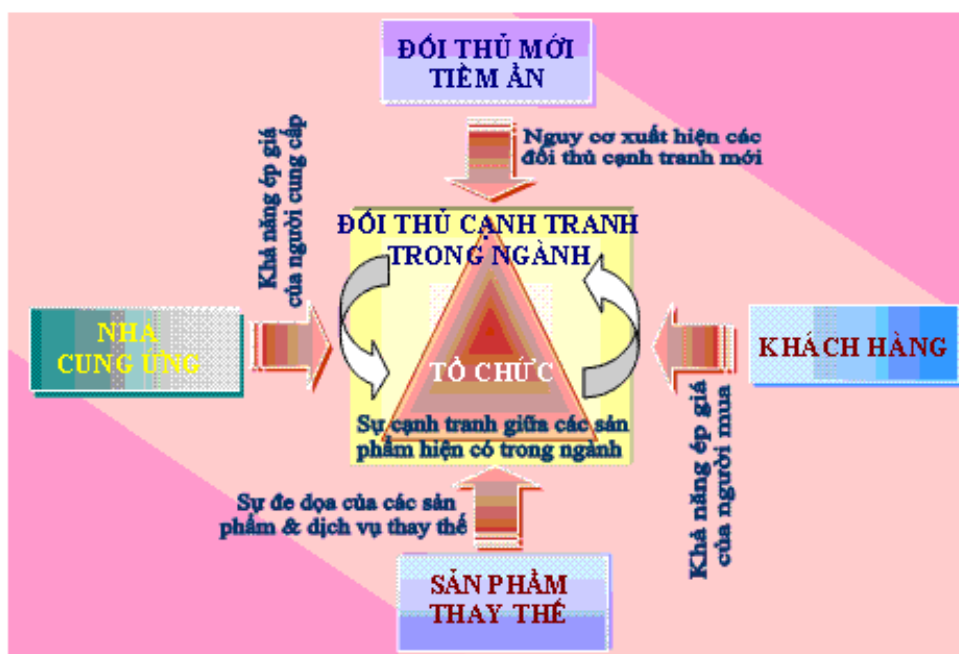 ĐỐI THỦ MỚI
TIỀM ẨN
Nguy cơ xuất hiện các
đối thủ cạnh tranh mới
Khả năng ép giá
của người cung cấp
ĐỐI THỦ CẠNH TRANH
TRONG NGÀNH
NHÀ
CUNG ỨNG
TỔ CHỨC
KHÁCH HÀNG
Sự cạnh tranh giữa các sản
phẩm hiện có trong ngành
Khả năng ép giá
của người mua
Sự đe dọa của các sản
phẩm & dịch vụ thay thế
SẢN PHẨM
THAY THẾ